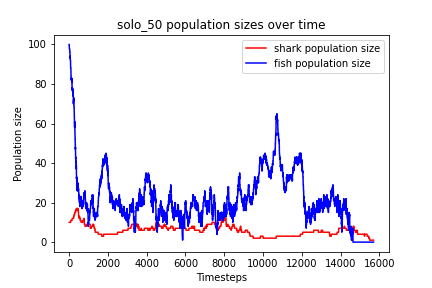 solo_50 population sizes over time
shark population size
fish population size
Population size
100
80
60
40
20
0
0 2000 4000 6000 8000 10000 12000 14000 16000
Timesteps